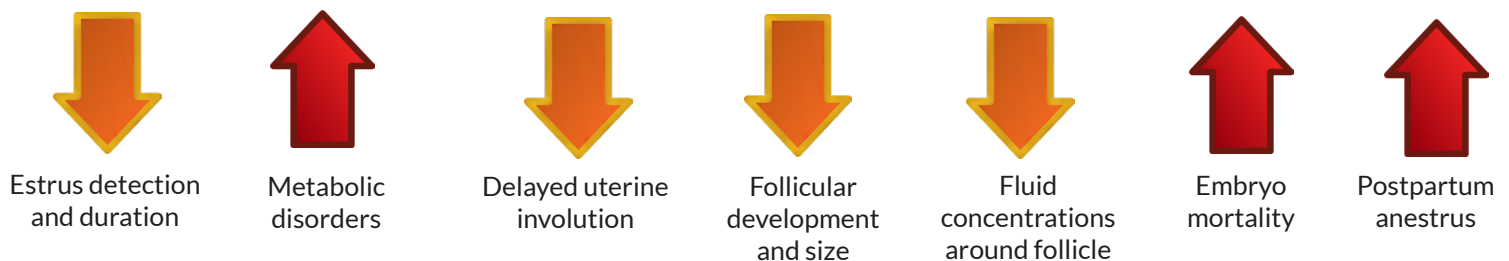 Estrus detection
and duration
Metabolic
disorders
Delayed uterine
involution
Follicular
development
and size
Fluid
concentrations
around follicle
Embryo
mortality
Postpartum
anestrus